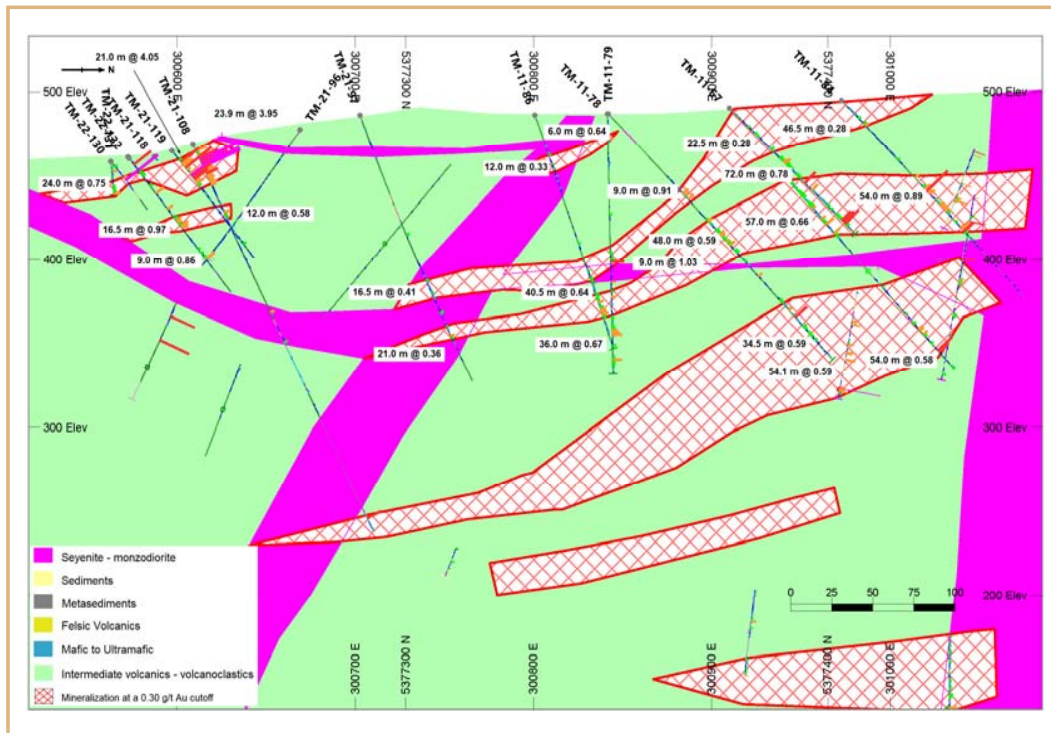 21.0 m @ 4.05
N
300600 E
300700 E
5377300 N
300800 E
300900 E
5377400 N
301000 E
TM-22-130
TM-21-118
TM-21-119
TM-21-108
TM-21-96
TM-11-86
TM-11-78
TM-11-79
500 Elev
500 Elev
23.9 m @ 3.95
6.0 m @ 0.64
46.5 m @ 0.28
22.5 m @ 0.28
12.0 m @ 0.33
72.0 m @ 0.78
24.0 m @ 0.75
9.0 m @ 0.91
54.0 m @ 0.89
12.0 m @ 0.58
57.0 m @ 0.66
16.5 m @ 0.97
48.0 m @ 0.59
9.0 m @ 0.86
9.0 m @ 1.03
400 Elev
400 Elev
16.5 m @ 0.41
40.5 m @ 0.64
36.0 m @ 0.67
34.5 m @ 0.59
21.0 m @ 0.36
54.0 m @ 0.58
54.1 m @ 0.59
300 Elev
300 Elev
Seyenite - monzodiorite
Sediments
Metasediments
Felsic Volcanics
Mafic to Ultramafic
Intermediate volcanics - volcanoclastics
Mineralization at a 0.30 g/t Au cutoff
0 25 50 75 100
200 Elev
300700 E
5377300 N
300800 E
300900 E
5377400 N
301000 E